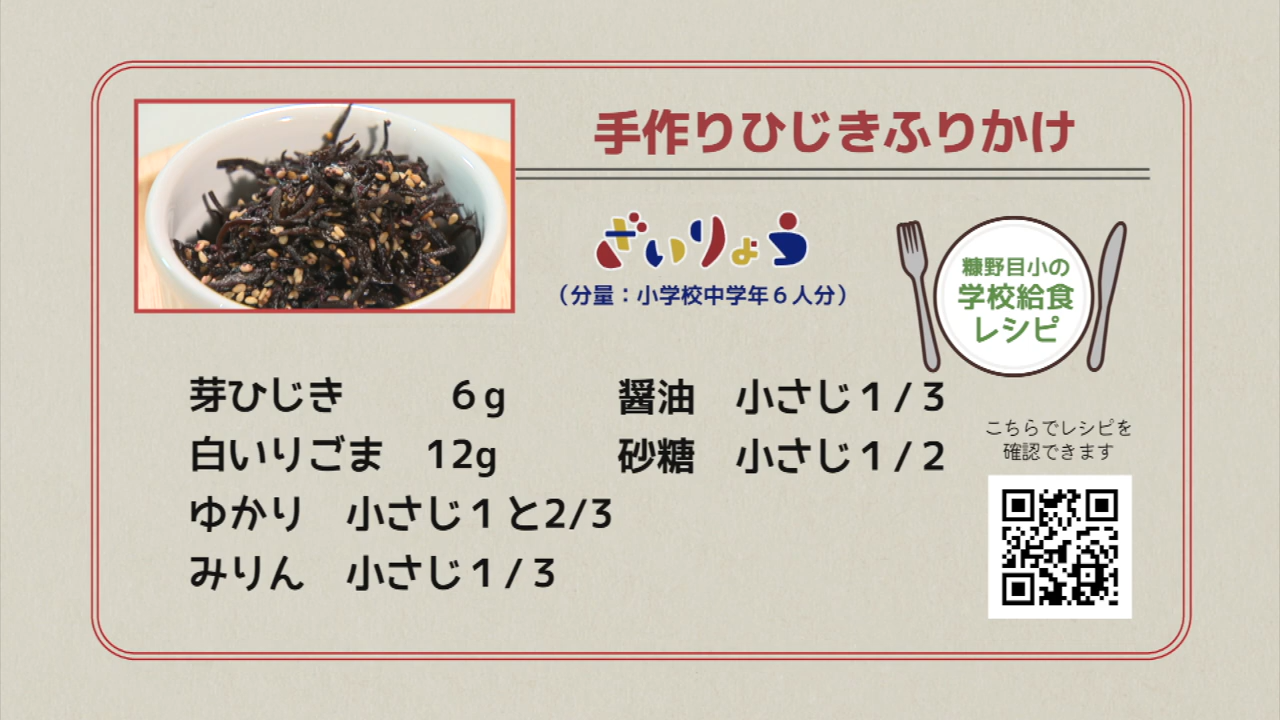 手作りひじきふりかけ
ざいりょう
（分量：小学校中学年６人分）
糠野目小の
学校給食
レシピ
芽ひじき　６g
白いりごま　12g
ゆかり　小さじ１と2/3
みりん　小さじ１/３
醤油　小さじ１/３
砂糖　小さじ１/２
こちらでレシピを
確認できます